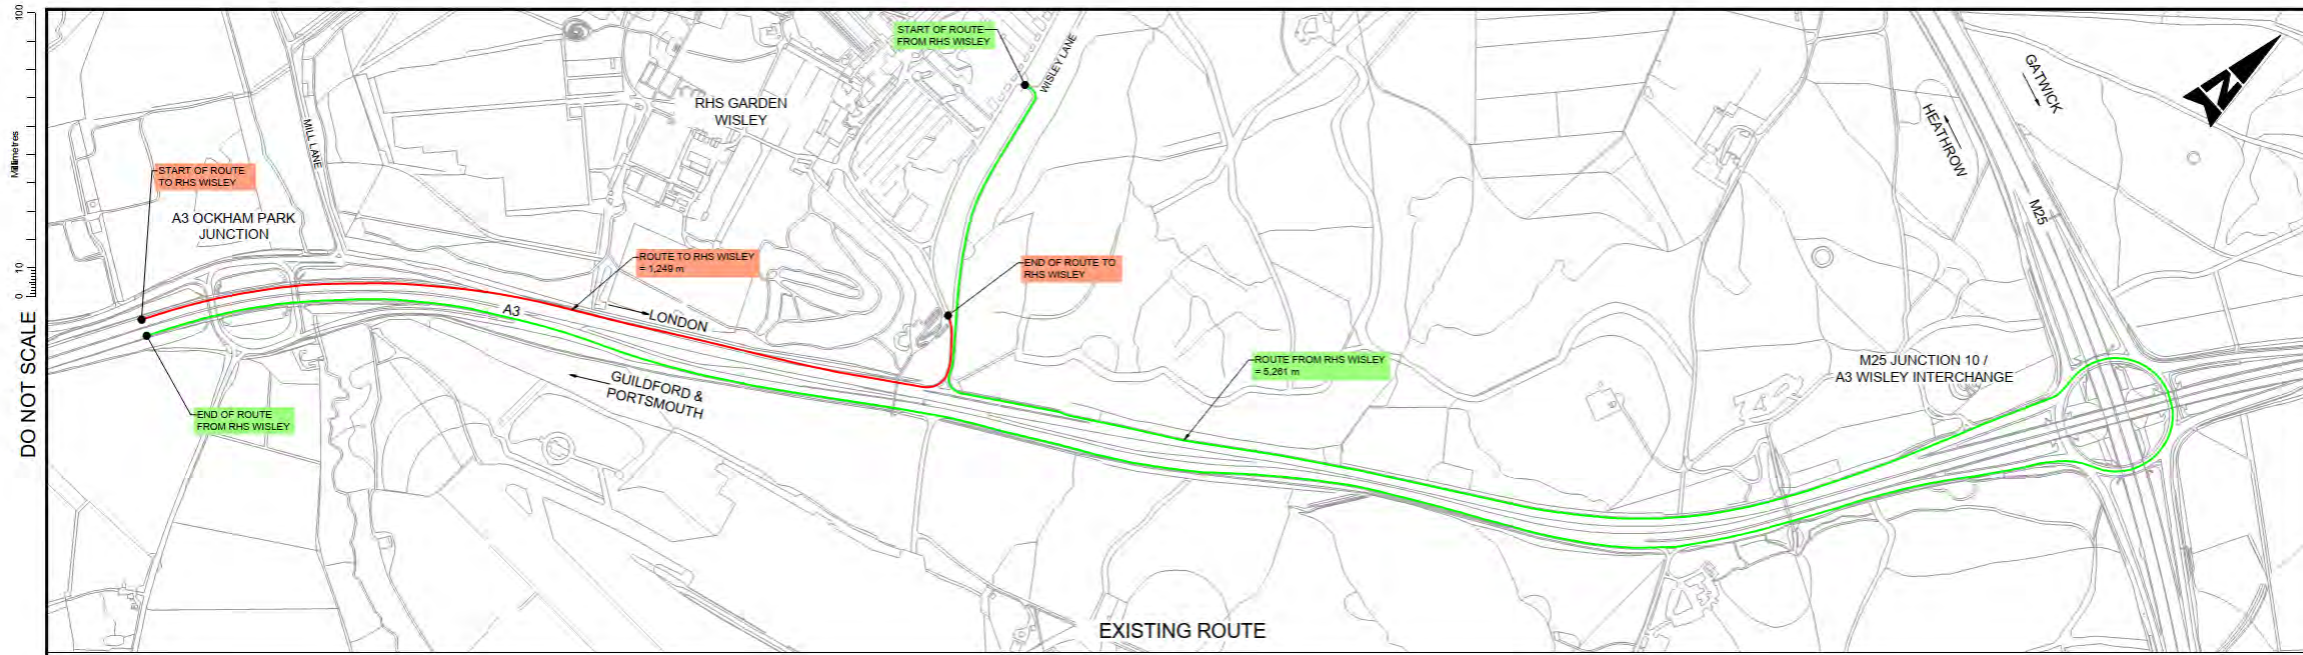 100
Millimetres
10
0
DO NOT SCALE
START OF ROUTE
FROM RHS WISLEY
WISLEY LANE
RHS GARDEN
WISLEY
MILL LANE
START OF ROUTE
TO RHS WISLEY
A3 OCKHAM PARK
JUNCTION
ROUTE TO RHS WISLEY
= 1,249 m
END OF ROUTE TO
RHS WISLEY
A3
LONDON
GUILDFORD &
PORTSMOUTH
END OF ROUTE
FROM RHS WISLEY
ROUTE FROM RHS WISLEY
= 5,261 m
GATWICK
HEATHROW
M25
N
M25 JUNCTION 10 /
A3 WISLEY INTERCHANGE
EXISTING ROUTE